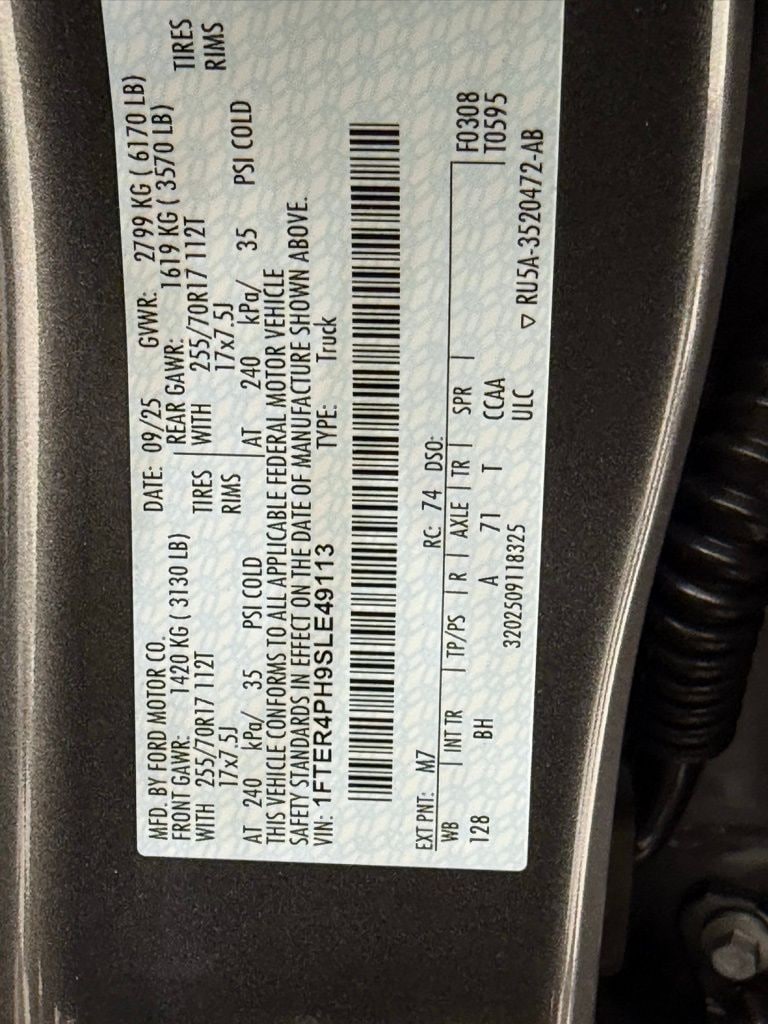 MFD. BY FORD MOTOR CO. DATE: 09/25 GVWR: 2799 KG ( 6170 LB)
FRONT GAWR: 1420 KG ( 3130 LB) REAR GAWR: 1619 KG ( 3570 LB)
WITH 255/70R17 112T TIRES WITH 255/70R17 112T TIRES
17x7.5J RIMS 17x7.5J RIMS
AT 240 kPa/ 35 PSI COLD AT 240 kPa/ 35 PSI COLD
THIS VEHICLE CONFORMS TO ALL APPLICABLE FEDERAL MOTOR VEHICLE
SAFETY STANDARDS IN EFFECT ON THE DATE OF MANUFACTURE SHOWN ABOVE.
VIN: 1FTER4PH9SLE49113 TYPE: Truck
EXT PNT: M7 RC: 74 DSO:
WB | INT TR | TP/PS | R | AXLE | TR | SPR | F0308
128 BH A 71 T CCAA T0595
3202509118325 ULC
▽ RU5A-3520472-AB